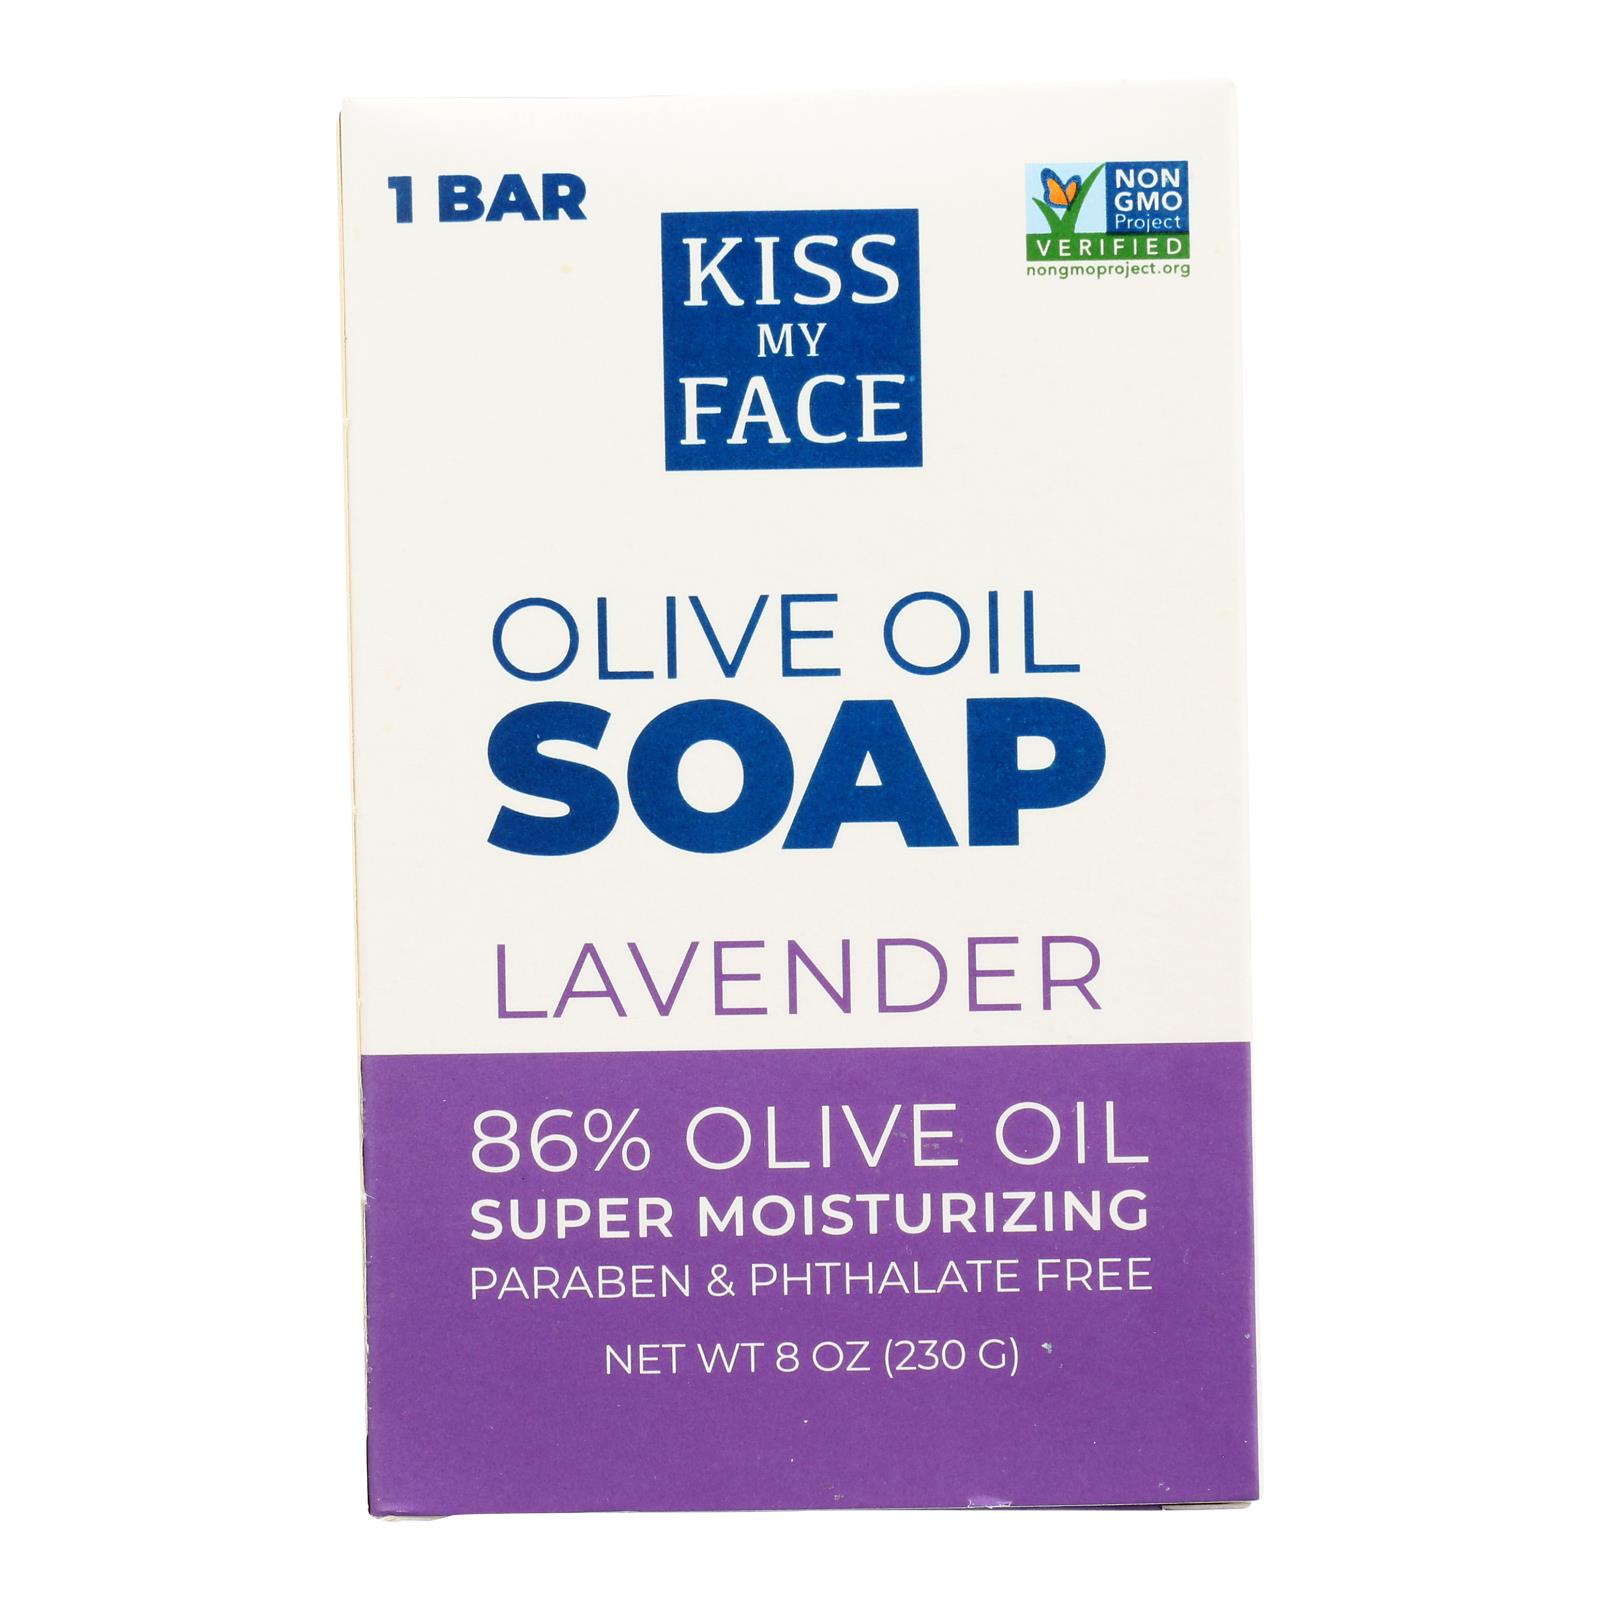 1 BAR
NON
GMO
Project
VERIFIED
nongmoproject.org
KISS
MY
FACE
OLIVE OIL
SOAP
LAVENDER
86% OLIVE OIL
SUPER MOISTURIZING
PARABEN & PHTHALATE FREE
NET WT 8 OZ (230 G)